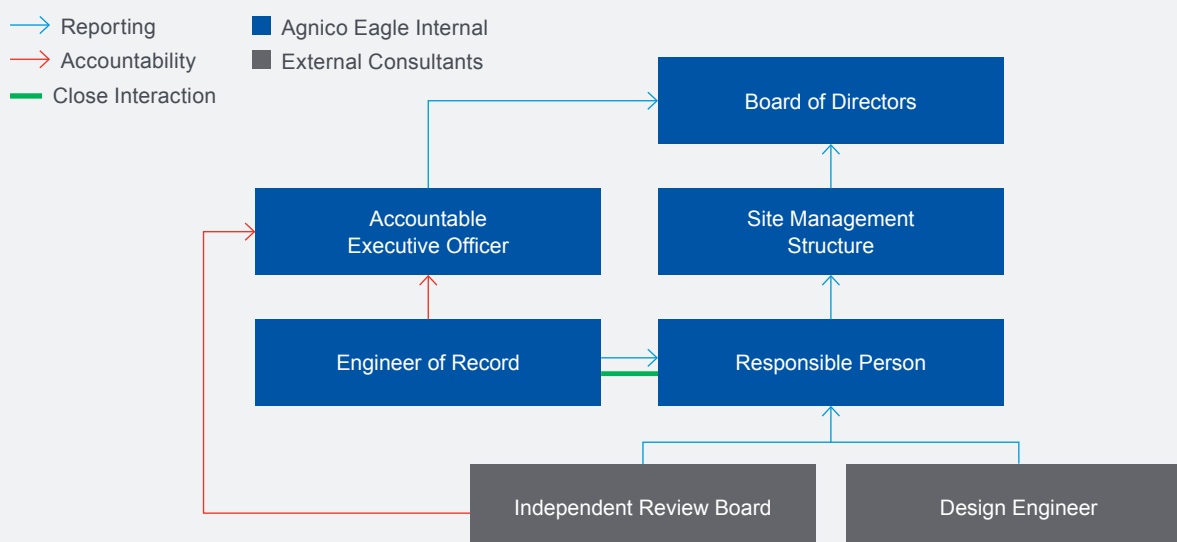 Reporting
Accountability
Close Interaction
Agnico Eagle Internal
External Consultants
Board of Directors
Accountable
Executive Officer
Site Management
Structure
Engineer of Record
Responsible Person
Independent Review Board
Design Engineer